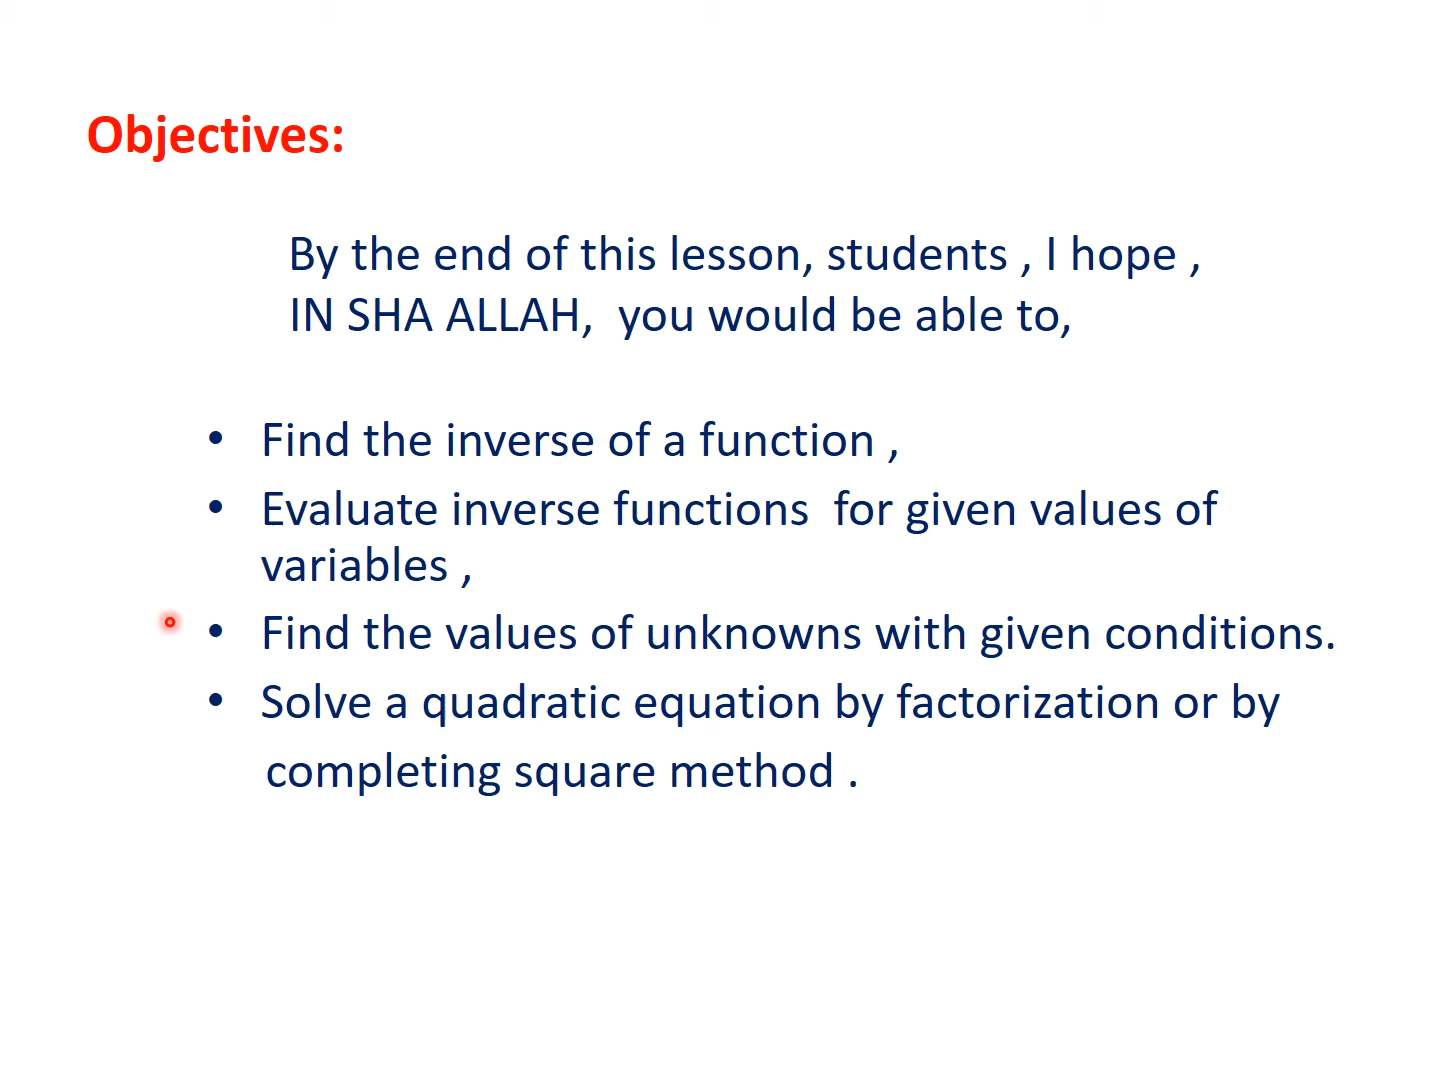 Objectives:
By the end of this lesson, students , I hope ,
IN SHA ALLAH,  you would be able to,
• Find the inverse of a function ,
• Evaluate inverse functions  for given values of
variables ,
• Find the values of unknowns with given conditions.
• Solve a quadratic equation by factorization or by
completing square method .